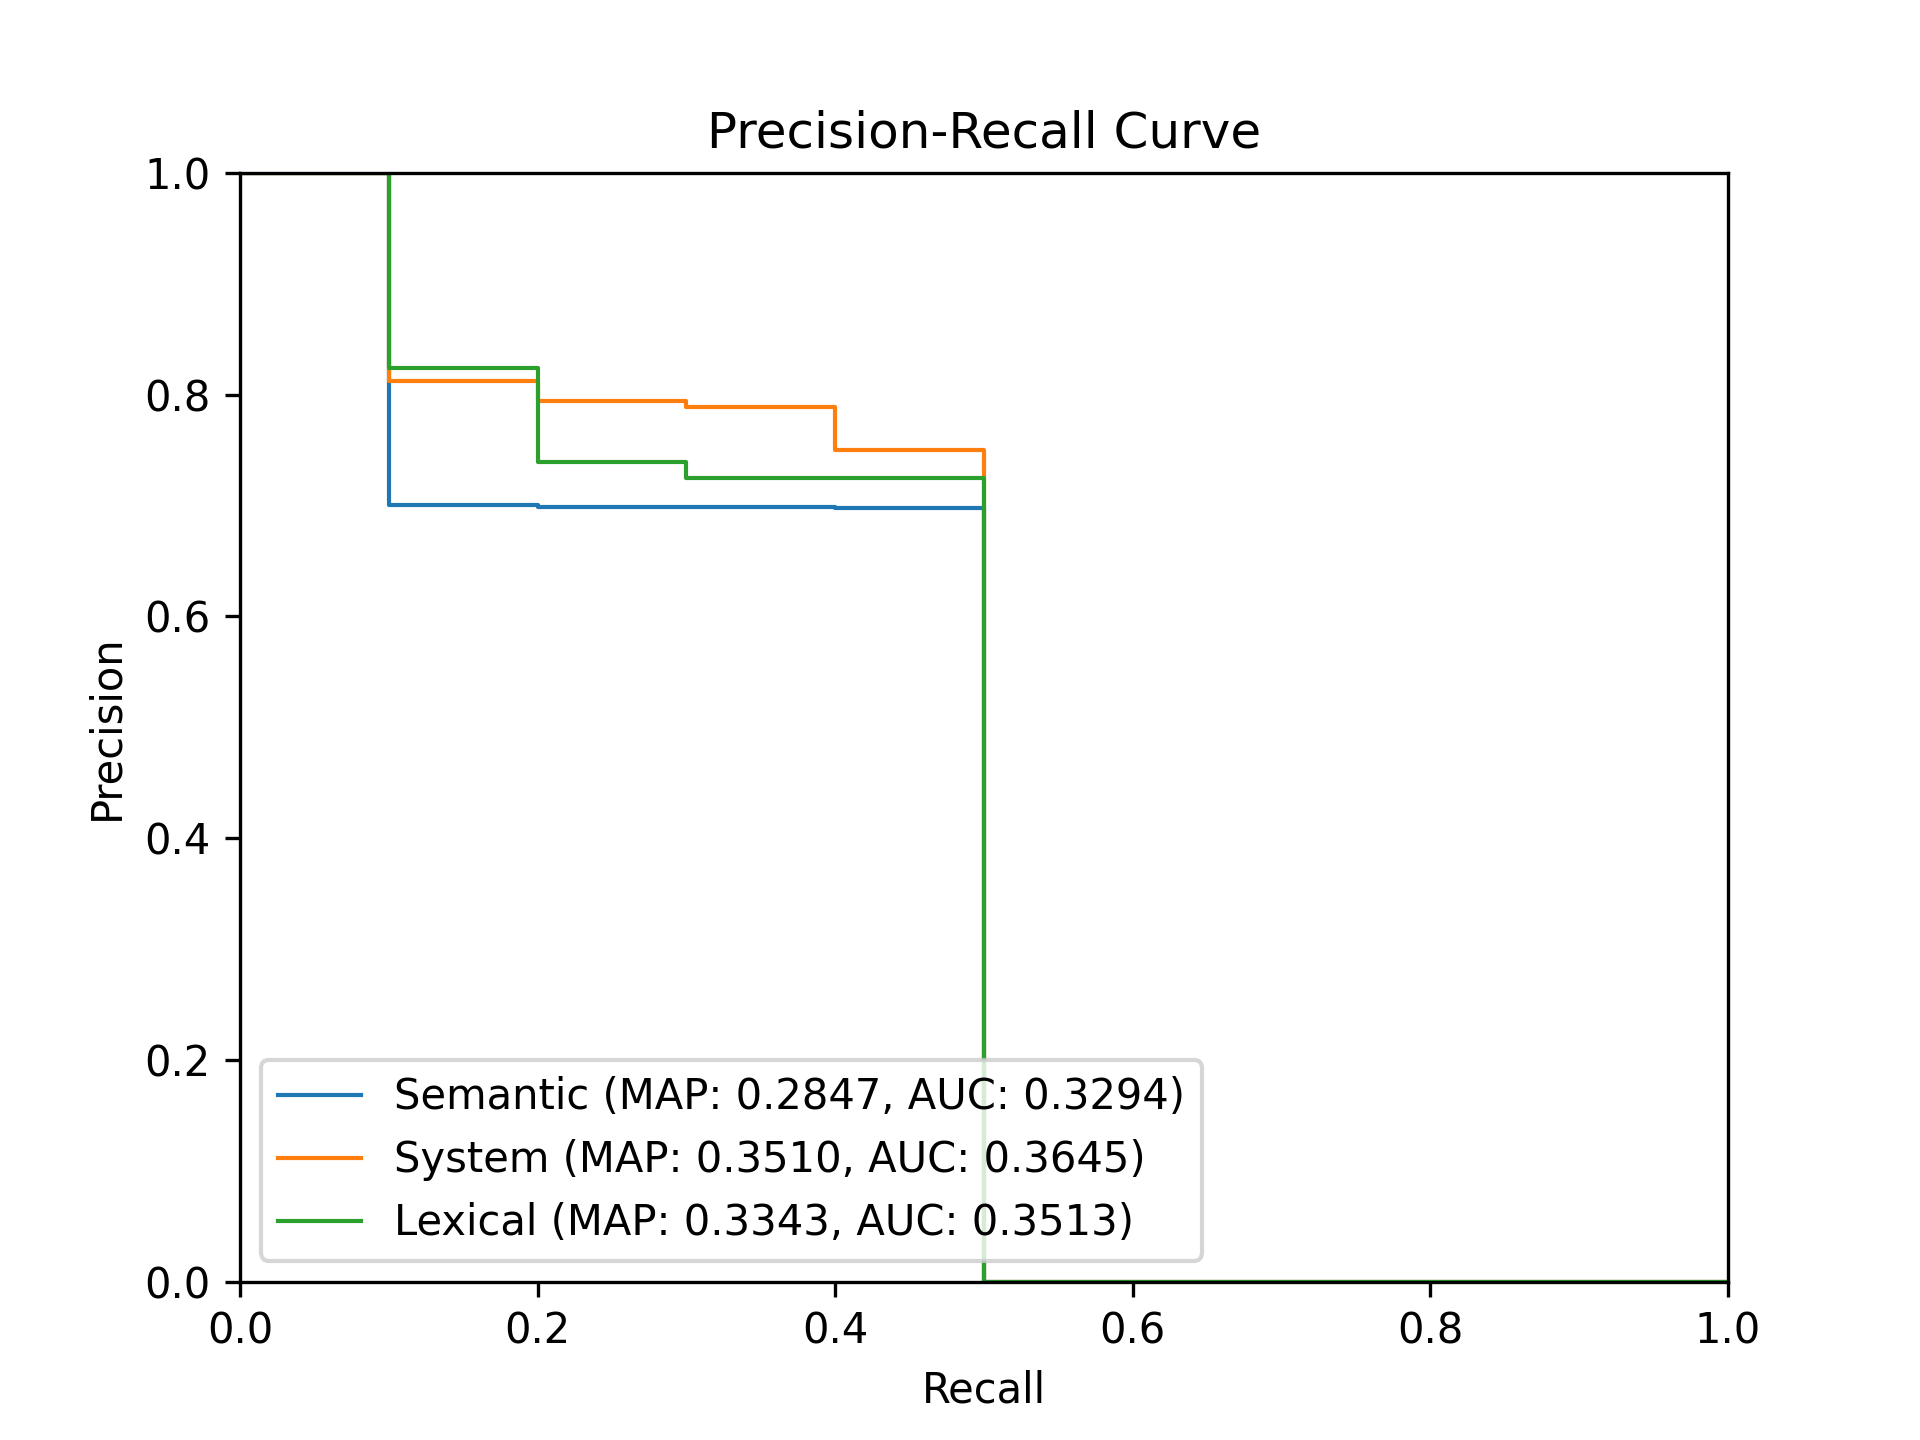 Precision-Recall Curve
1.0
0.8
0.6
0.4
0.2
0.0
Precision
Semantic (MAP: 0.2847, AUC: 0.3294)
System (MAP: 0.3510, AUC: 0.3645)
Lexical (MAP: 0.3343, AUC: 0.3513)
0.0 0.2 0.4 0.6 0.8 1.0
Recall